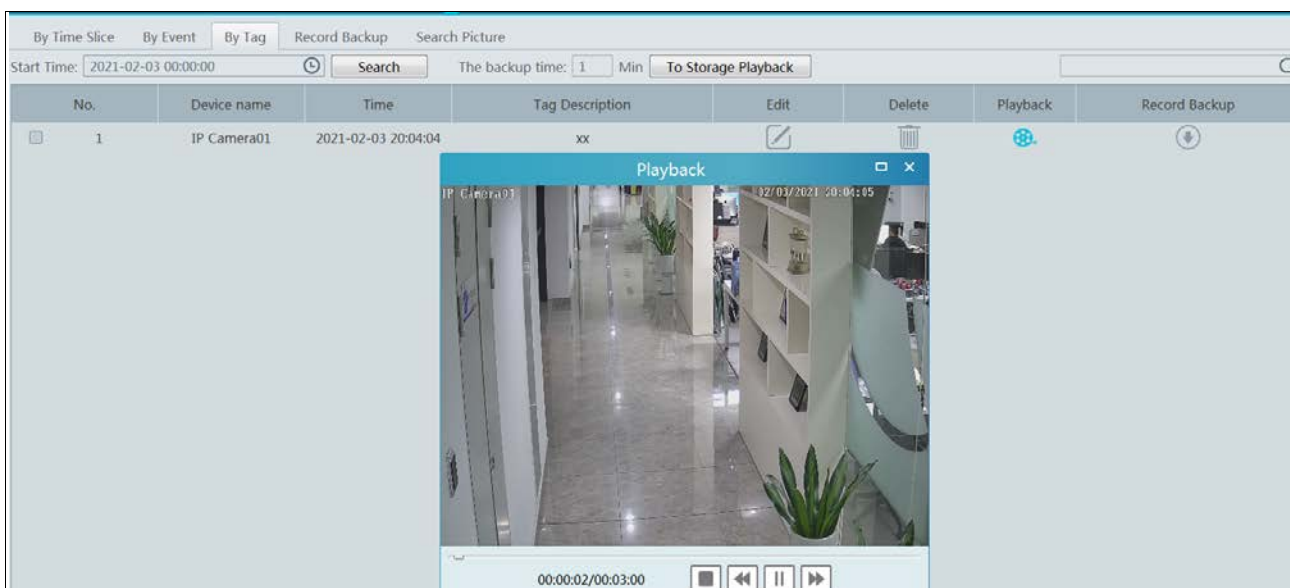 By Time Slice By Event By Tag Record Backup Search Picture
Start Time: 2021-02-03 00:00:00 Search The backup time: 1 Min To Storage Playback
No. Device name Time Tag Description Edit Delete Playback Record Backup
1 IP Camera01 2021-02-03 20:04:04 xx
Playback
IP Camera01 02/03/2021 20:04:05
00:00:02/00:03:00